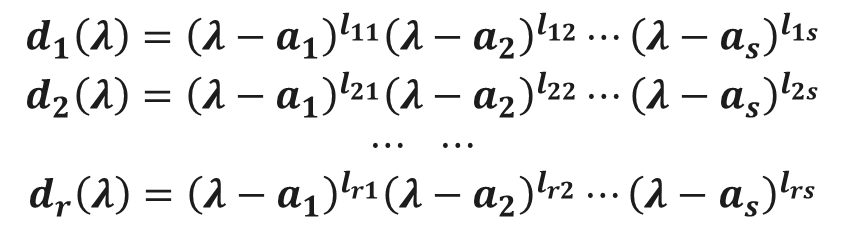 d₁(λ) = (λ − a₁)^{l₁₁}(λ − a₂)^{l₁₂} ⋯ (λ − aₛ)^{l₁ₛ}
d₂(λ) = (λ − a₁)^{l₂₁}(λ − a₂)^{l₂₂} ⋯ (λ − aₛ)^{l₂ₛ}
⋯ ⋯
dᵣ(λ) = (λ − a₁)^{lᵣ₁}(λ − a₂)^{lᵣ₂} ⋯ (λ − aₛ)^{lᵣₛ}